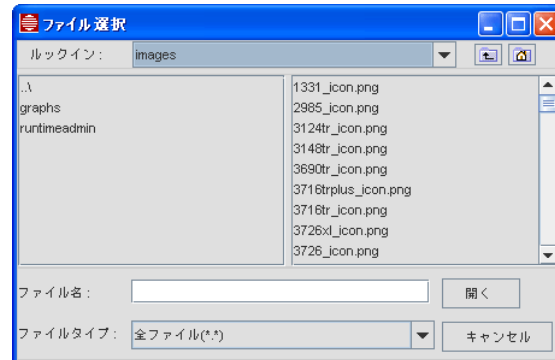 ファイル選択
ルックイン: images
..\
graphs
runtimeadmin
1331_icon.png
2985_icon.png
3124tr_icon.png
3148tr_icon.png
3690tr_icon.png
3716trplus_icon.png
3716tr_icon.png
3726xl_icon.png
3726_icon.png
ファイル名:
開く
ファイルタイプ: 全ファイル(*.*)
キャンセル